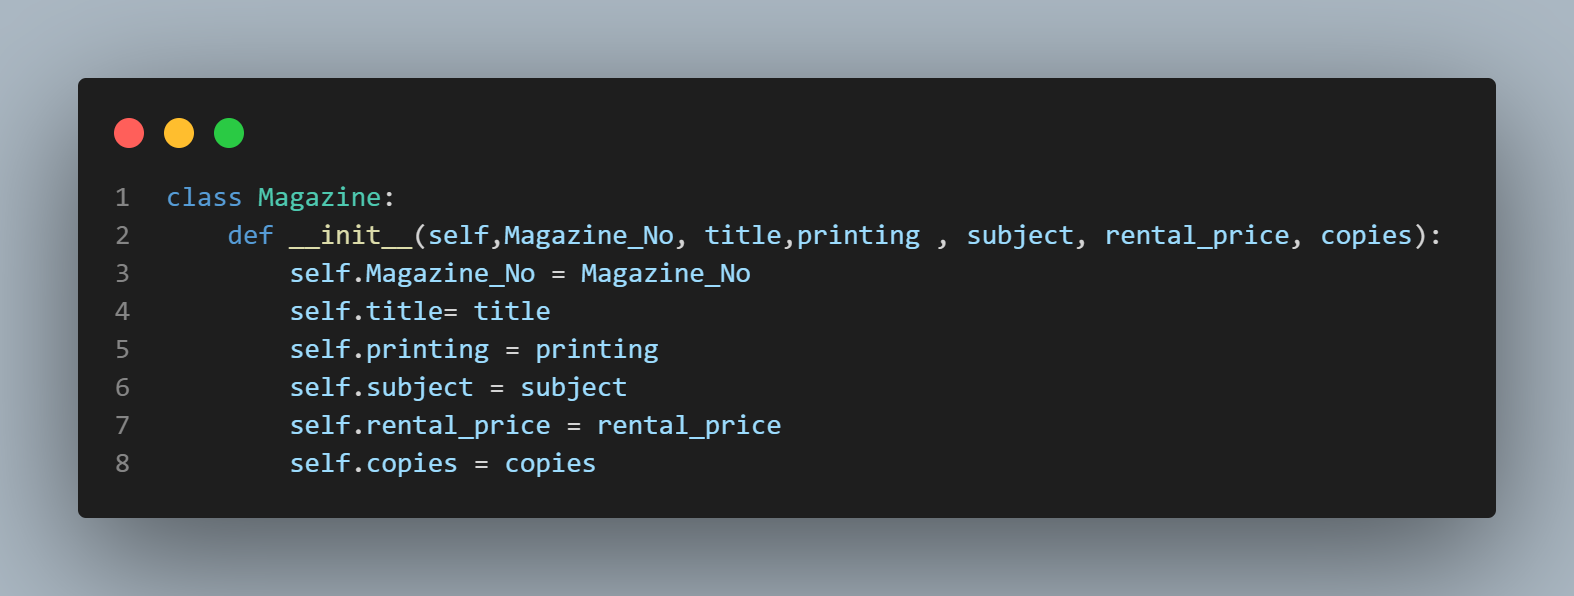 1 class Magazine:
2     def __init__(self,Magazine_No, title,printing , subject, rental_price, copies):
3         self.Magazine_No = Magazine_No
4         self.title= title
5         self.printing = printing
6         self.subject = subject
7         self.rental_price = rental_price
8         self.copies = copies